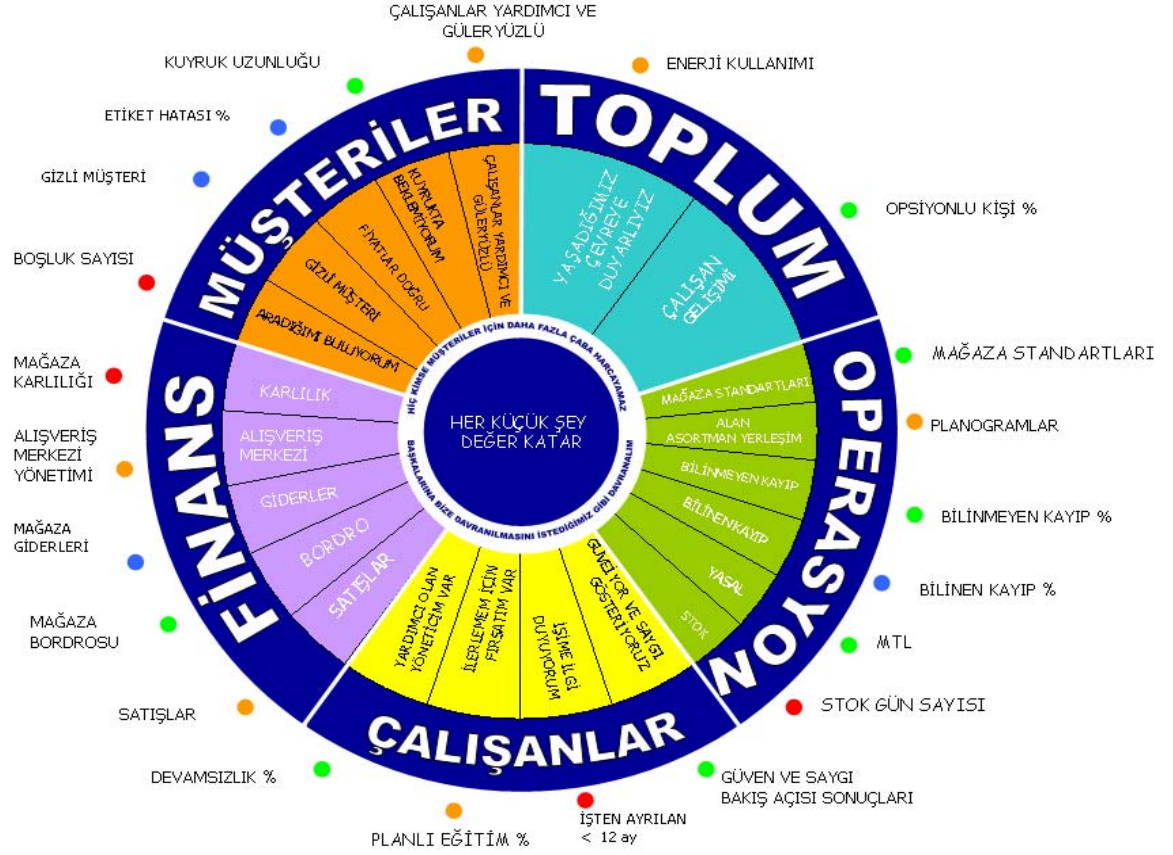 ÇALIŞANLAR YARDIMCI VE
GÜLERYÜZLÜ
KUYRUK UZUNLUĞU
ETİKET HATASI %
GİZLİ MÜŞTERİ
BOŞLUK SAYISI
MAĞAZA
KARLILIĞI
ALIŞVERİŞ
MERKEZİ
YÖNETİMİ
MAĞAZA
GİDERLERİ
MAĞAZA
BORDROSU
SATIŞLAR
DEVAMSIZLIK %
PLANLI EĞİTİM %
İŞTEN AYRILAN
< 12 ay
GÜVEN VE SAYGI
BAKIŞ AÇISI SONUÇLARI
STOK GÜN SAYISI
MTL
BİLİNEN KAYIP %
BİLİNMEYEN KAYIP %
PLANOGRAMLAR
MAĞAZA STANDARTLARI
OPSİYONLU KİŞİ %
ENERJİ KULLANIMI
MÜŞTERİLER
ÇALIŞANLAR YARDIMCI VE
GÜLERYÜZLÜ
KUYRUKTA
BEKLEMİYORUM
FİYATLAR DOĞRU
GİZLİ MÜŞTERİ
ARADIĞIMI BULUYORUM
TOPLUM
YAŞADIĞIMIZ
ÇEVREYE
DUYARLIYIZ
ÇALIŞAN
GELİŞİMİ
OPERASYON
MAĞAZA STANDARTLARI
ALAN
ASORTMAN YERLEŞİM
BİLİNMEYEN KAYIP
BİLİNEN KAYIP
YASAL
STOK
ÇALIŞANLAR
GÜVENİYOR VE SAYGI
GÖSTERİYORUZ
İŞİME İLGİ
DUYUYORUM
İLERLEMEM İÇİN
FIRSATIM VAR
YARDIMCI OLAN
YÖNETİCİM VAR
FİNANS
KARLILIK
ALIŞVERİŞ
MERKEZİ
GİDERLER
BORDRO
SATIŞLAR
HİÇ KİMSE MÜŞTERİLER İÇİN DAHA FAZLA ÇABA HARCAYAMAZ
BAŞKALARINA BİZE DAVRANILMASINI İSTEDİĞİMİZ GİBİ DAVRANALIM
HER KÜÇÜK ŞEY
DEĞER KATAR